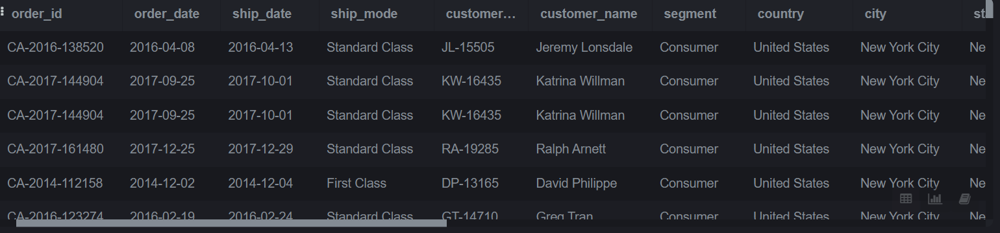 order_id order_date ship_date ship_mode customer… customer_name segment country city st
CA-2016-138520 2016-04-08 2016-04-13 Standard Class JL-15505 Jeremy Lonsdale Consumer United States New York City Ne
CA-2017-144904 2017-09-25 2017-10-01 Standard Class KW-16435 Katrina Willman Consumer United States New York City Ne
CA-2017-144904 2017-09-25 2017-10-01 Standard Class KW-16435 Katrina Willman Consumer United States New York City Ne
CA-2017-161480 2017-12-25 2017-12-29 Standard Class RA-19285 Ralph Arnett Consumer United States New York City Ne
CA-2014-112158 2014-12-02 2014-12-04 First Class DP-13165 David Philippe Consumer United States New York City Ne
CA-2016-123274 2016-02-19 2016-02-24 Standard Class GT-14710 Greg Tran Consumer United States New York City Ne